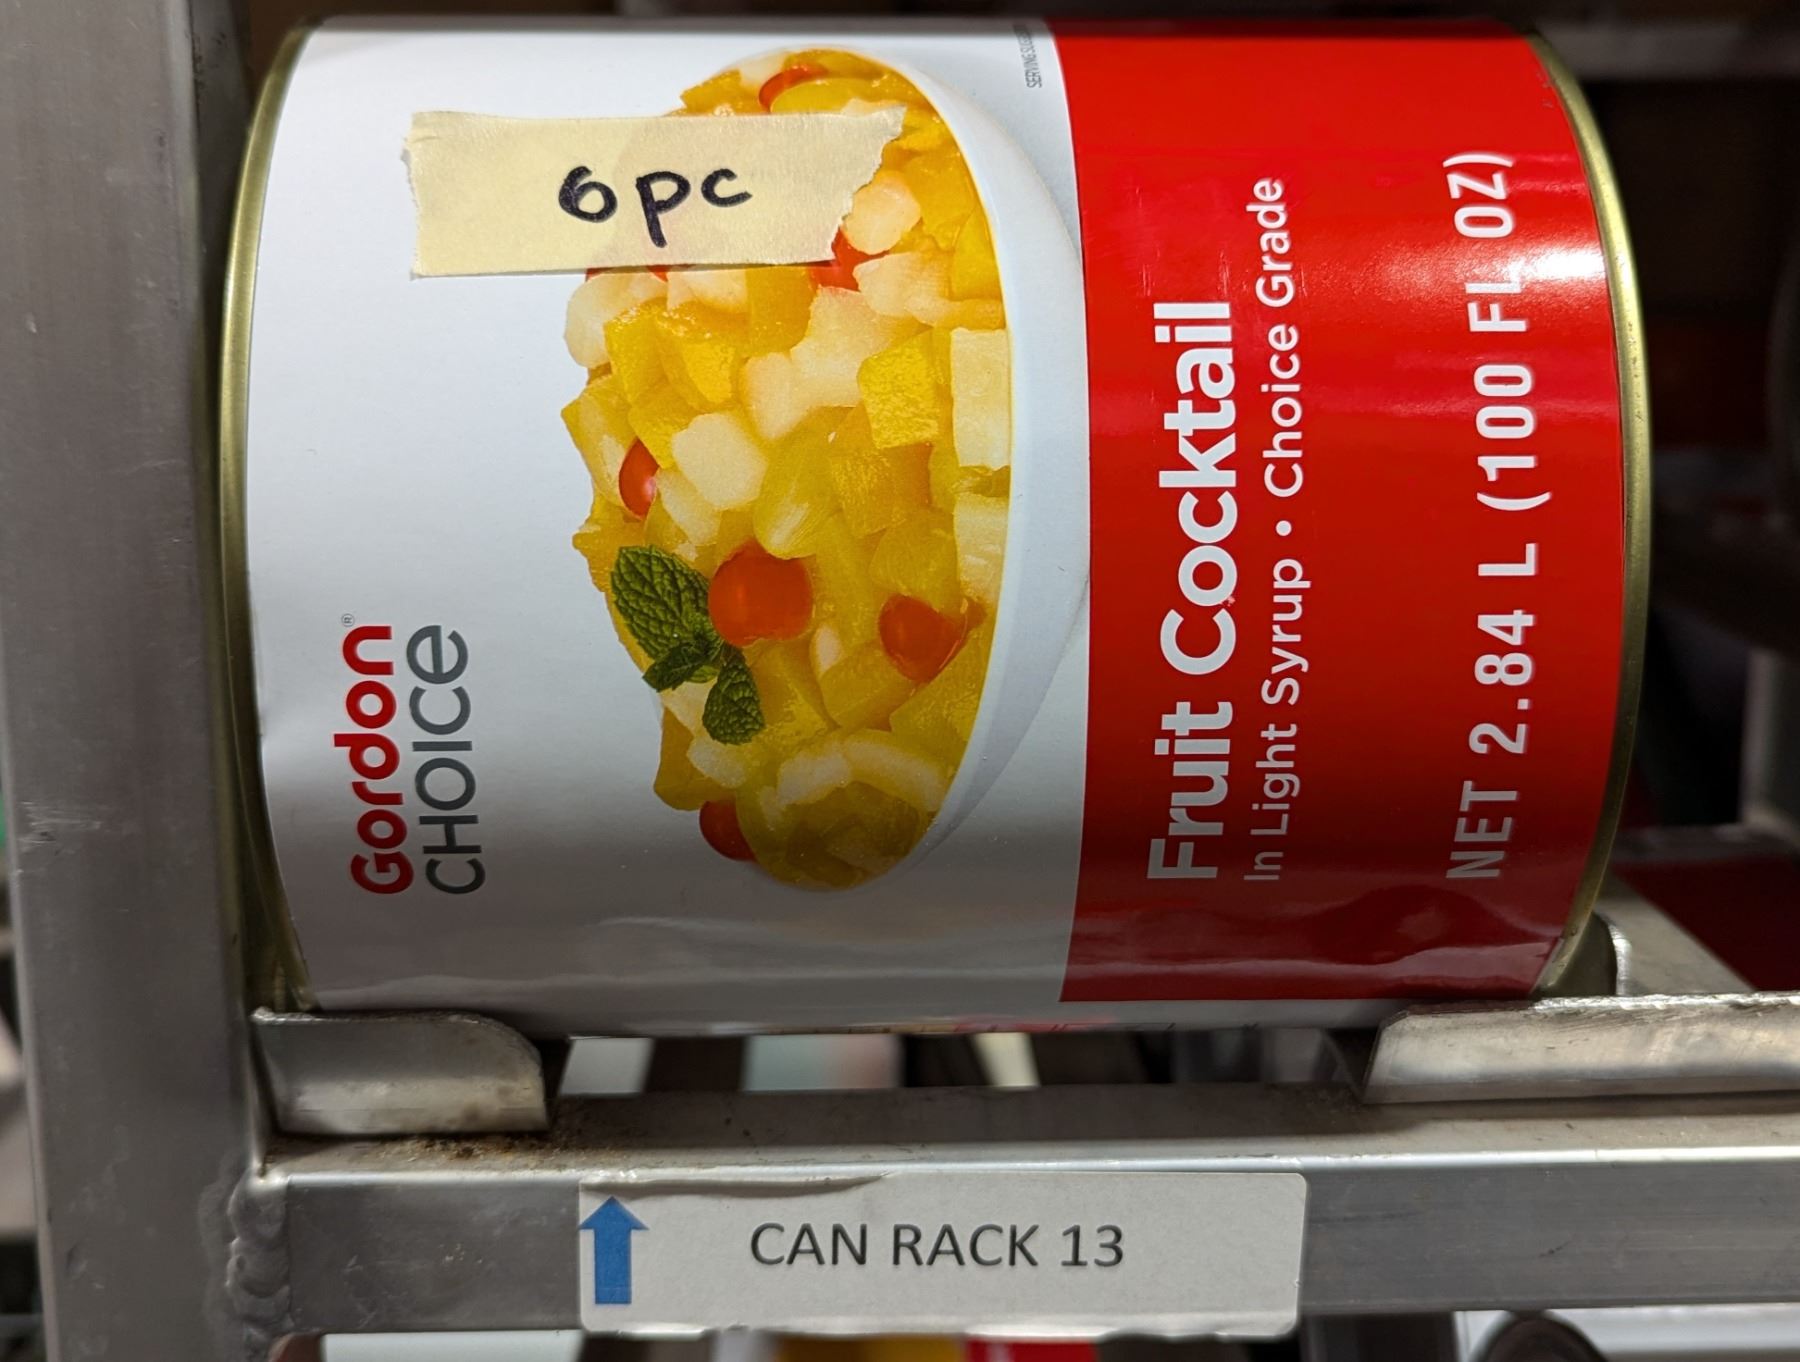 6pc
Gordon®
CHOICE
Fruit Cocktail
In Light Syrup • Choice Grade
NET 2.84 L (100 FL OZ)
CAN RACK 13